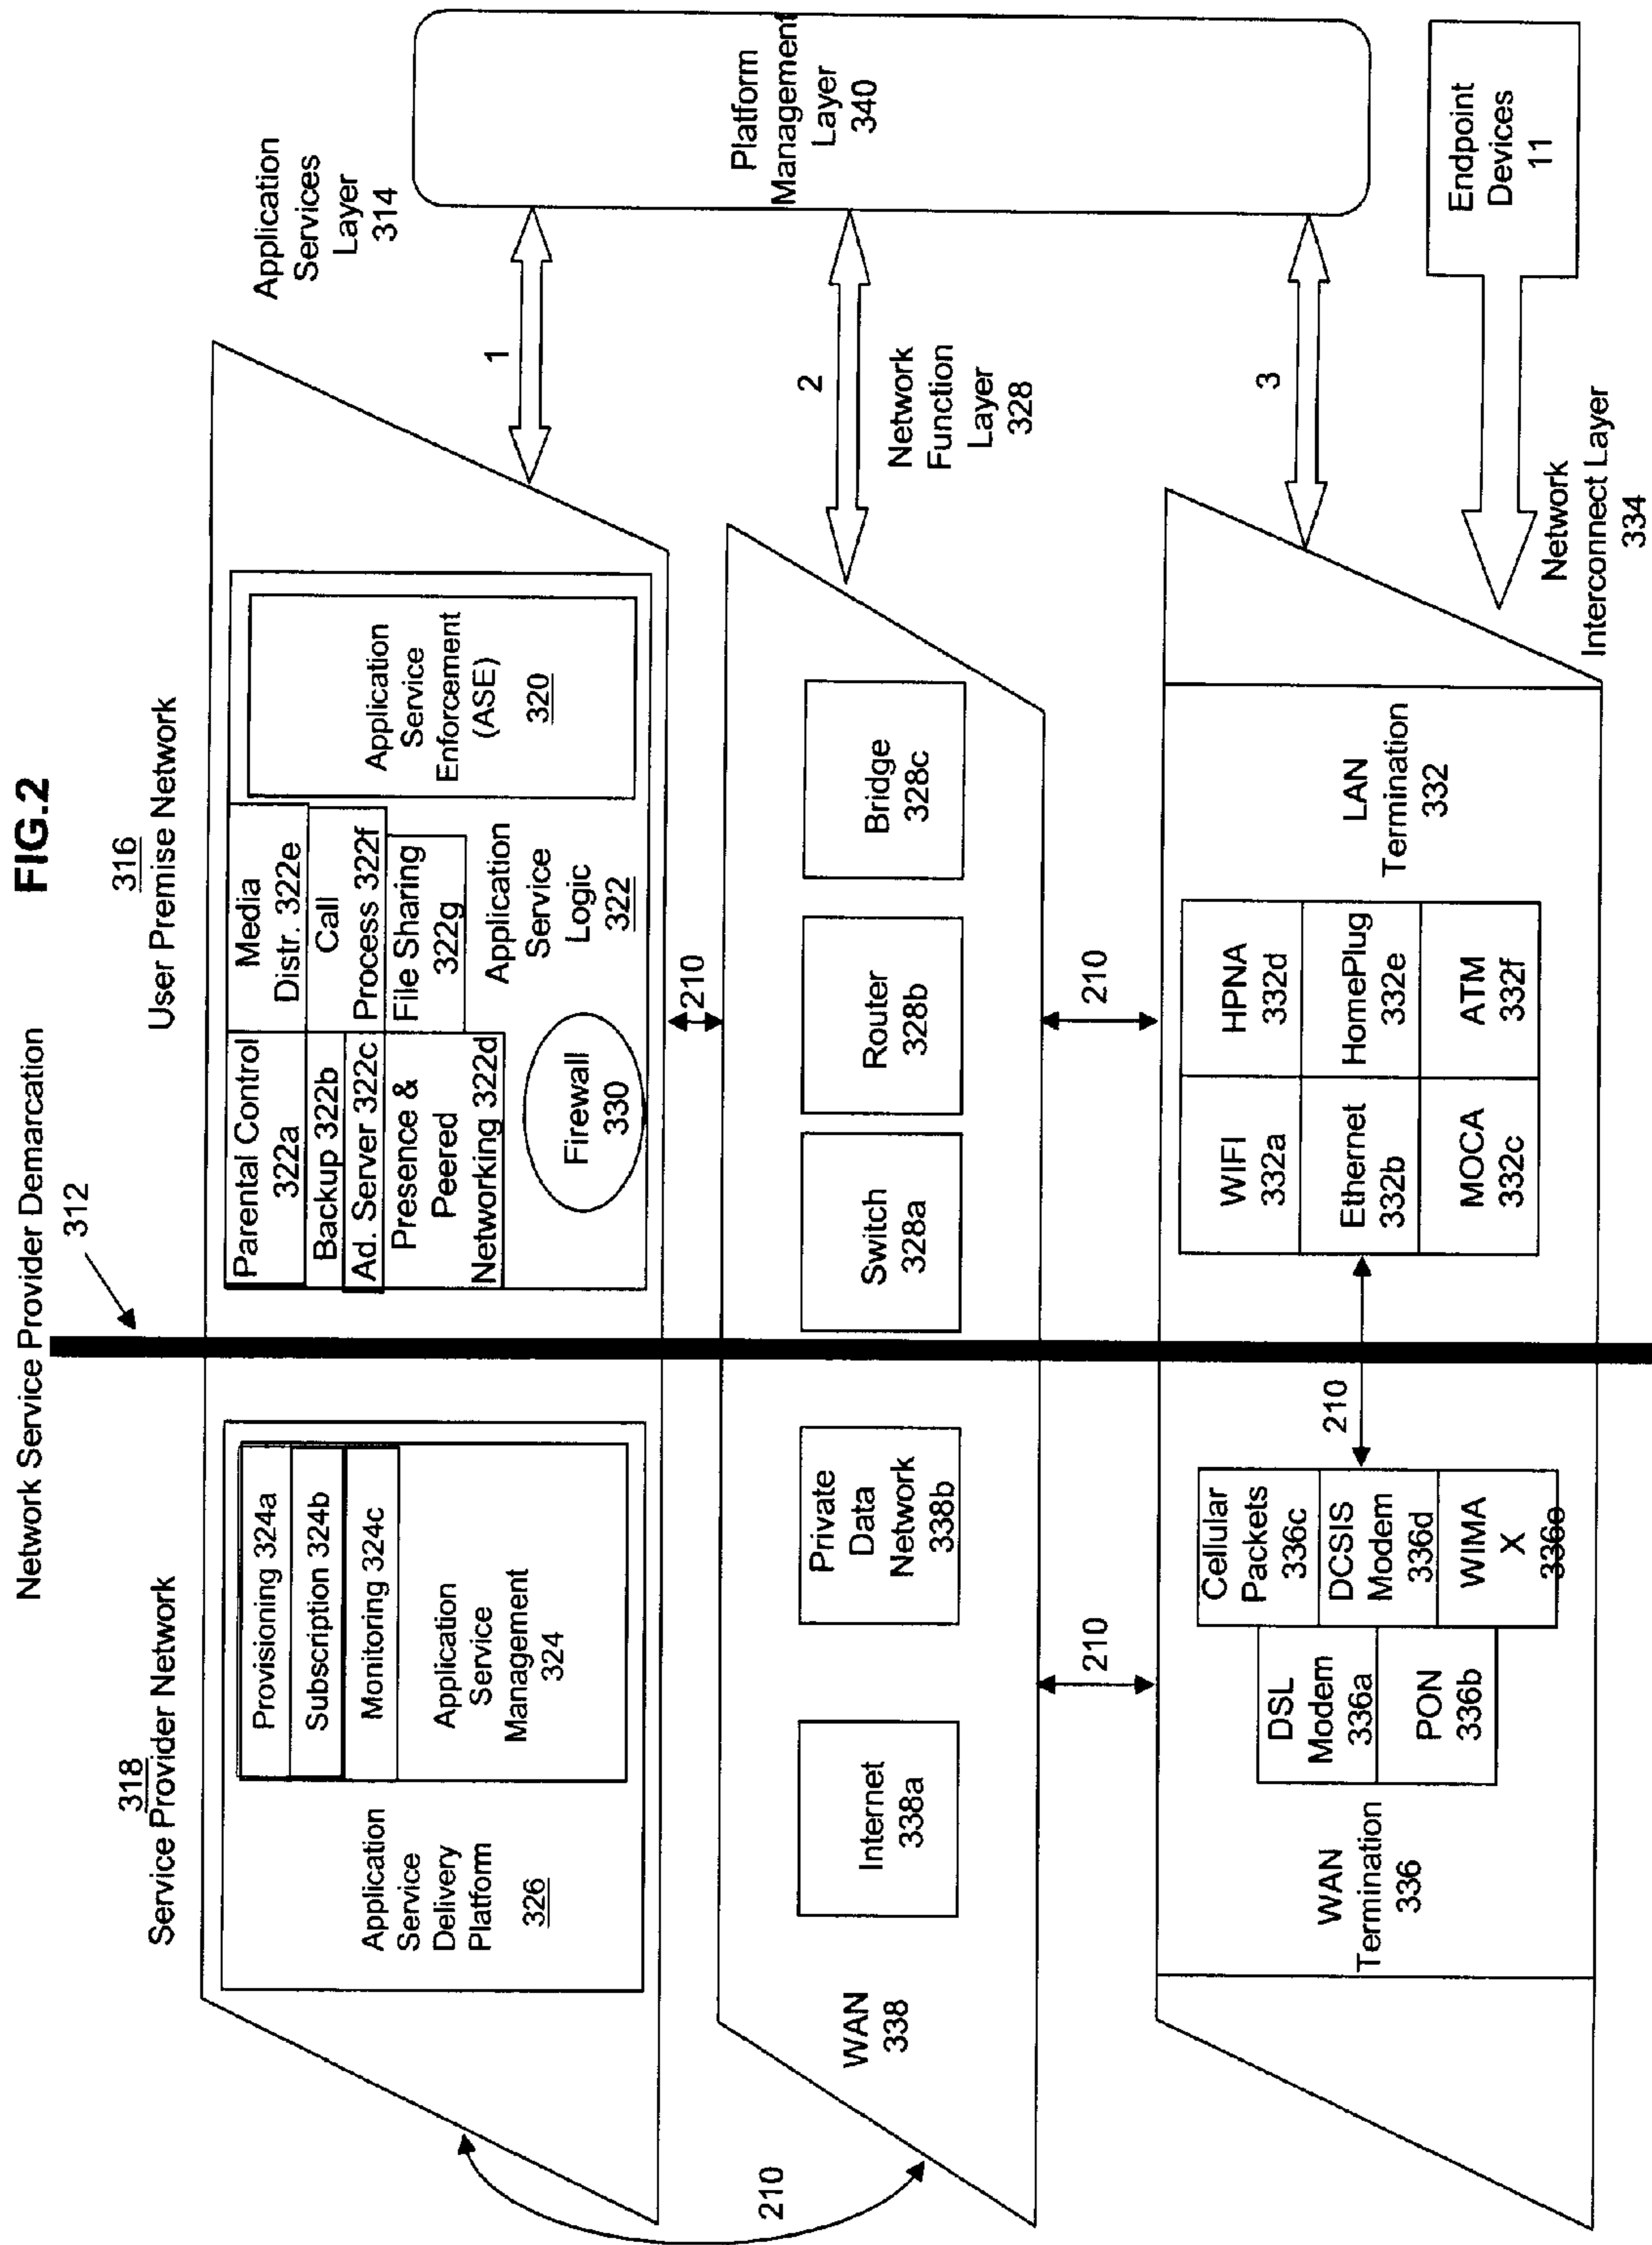 FIG.2
Network Service Provider Demarcation
312
318
Service Provider Network
316
User Premise Network
Application
Services
Layer
314
Provisioning 324a
Subscription 324b
Monitoring 324c
Application
Service
Management
324
Application
Service
Delivery
Platform
326
Parental Control
322a
Backup 322b
Ad. Server 322c
Presence &
Peered
Networking 322d
Media
Distr. 322e
Call
Process 322f
File Sharing
322g
Application
Service
Logic
322
Firewall
330
Application
Service
Enforcement
(ASE)
320
1
Platform
Management
Layer
340
210
210
WAN
338
Internet
338a
Private
Data
Network
338b
Switch
328a
Router
328b
Bridge
328c
2
Network
Function
Layer
328
210
210
WAN
Termination
336
DSL
Modem
336a
PON
336b
Cellular
Packets
336c
DCSIS
Modem
336d
WIMA
X
336e
210
WIFI
332a
Ethernet
332b
MOCA
332c
HPNA
332d
HomePlug
332e
ATM
332f
LAN
Termination
332
3
Network
Interconnect Layer
334
Endpoint
Devices
11